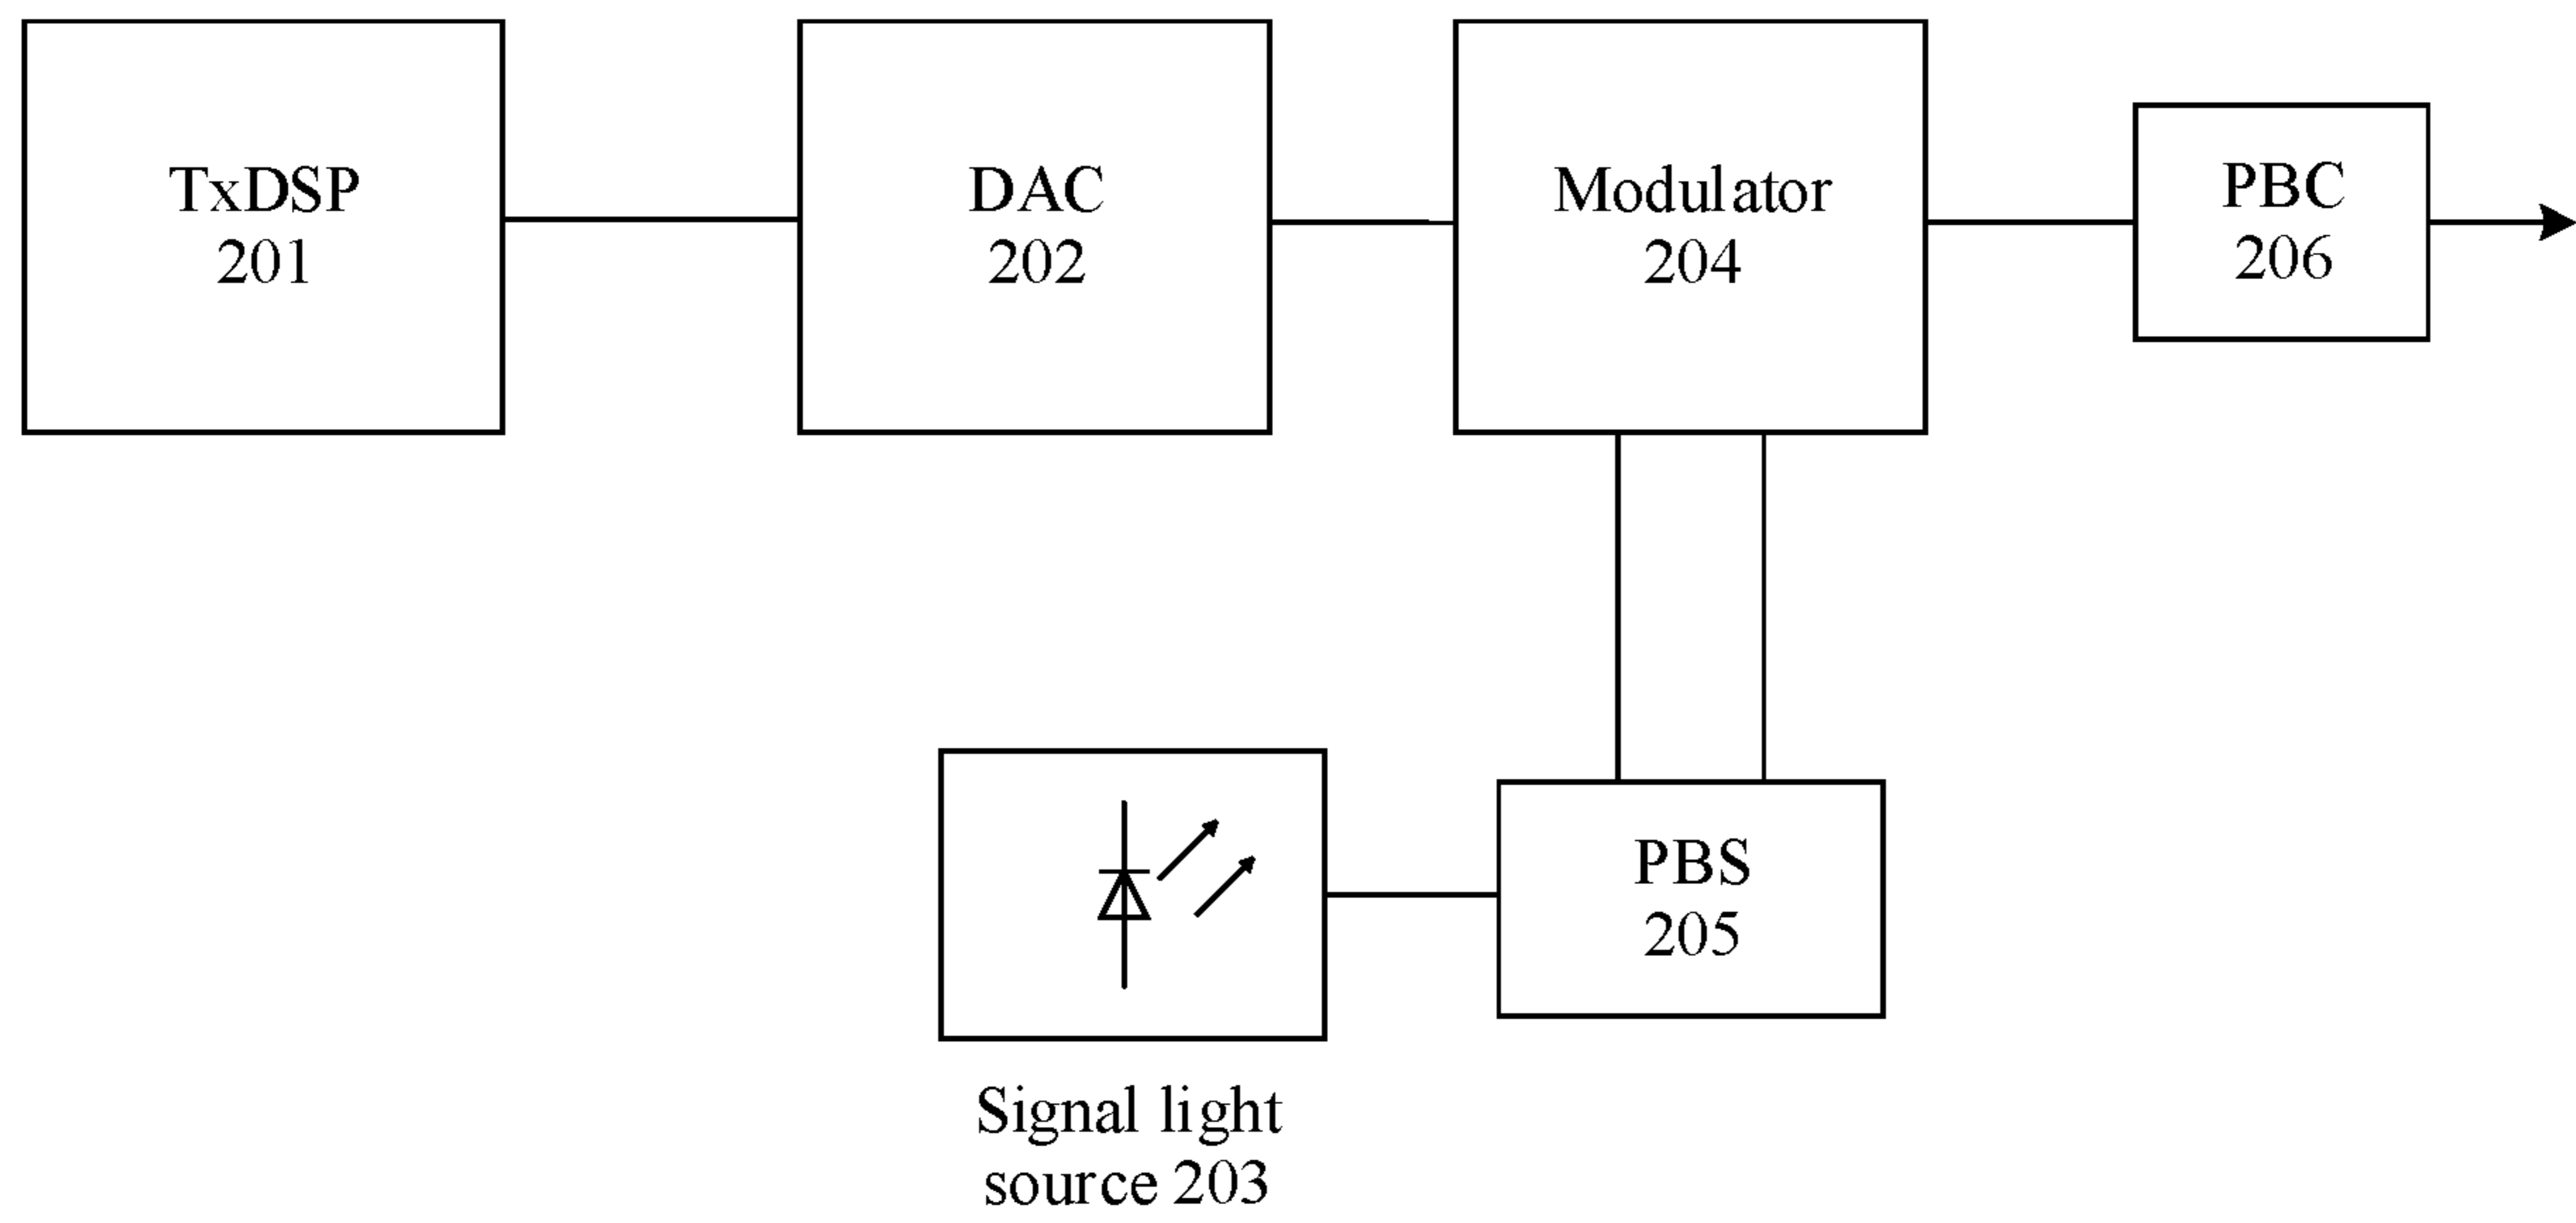 TxDSP
201
DAC
202
Modulator
204
PBC
206
PBS
205
Signal light
source 203